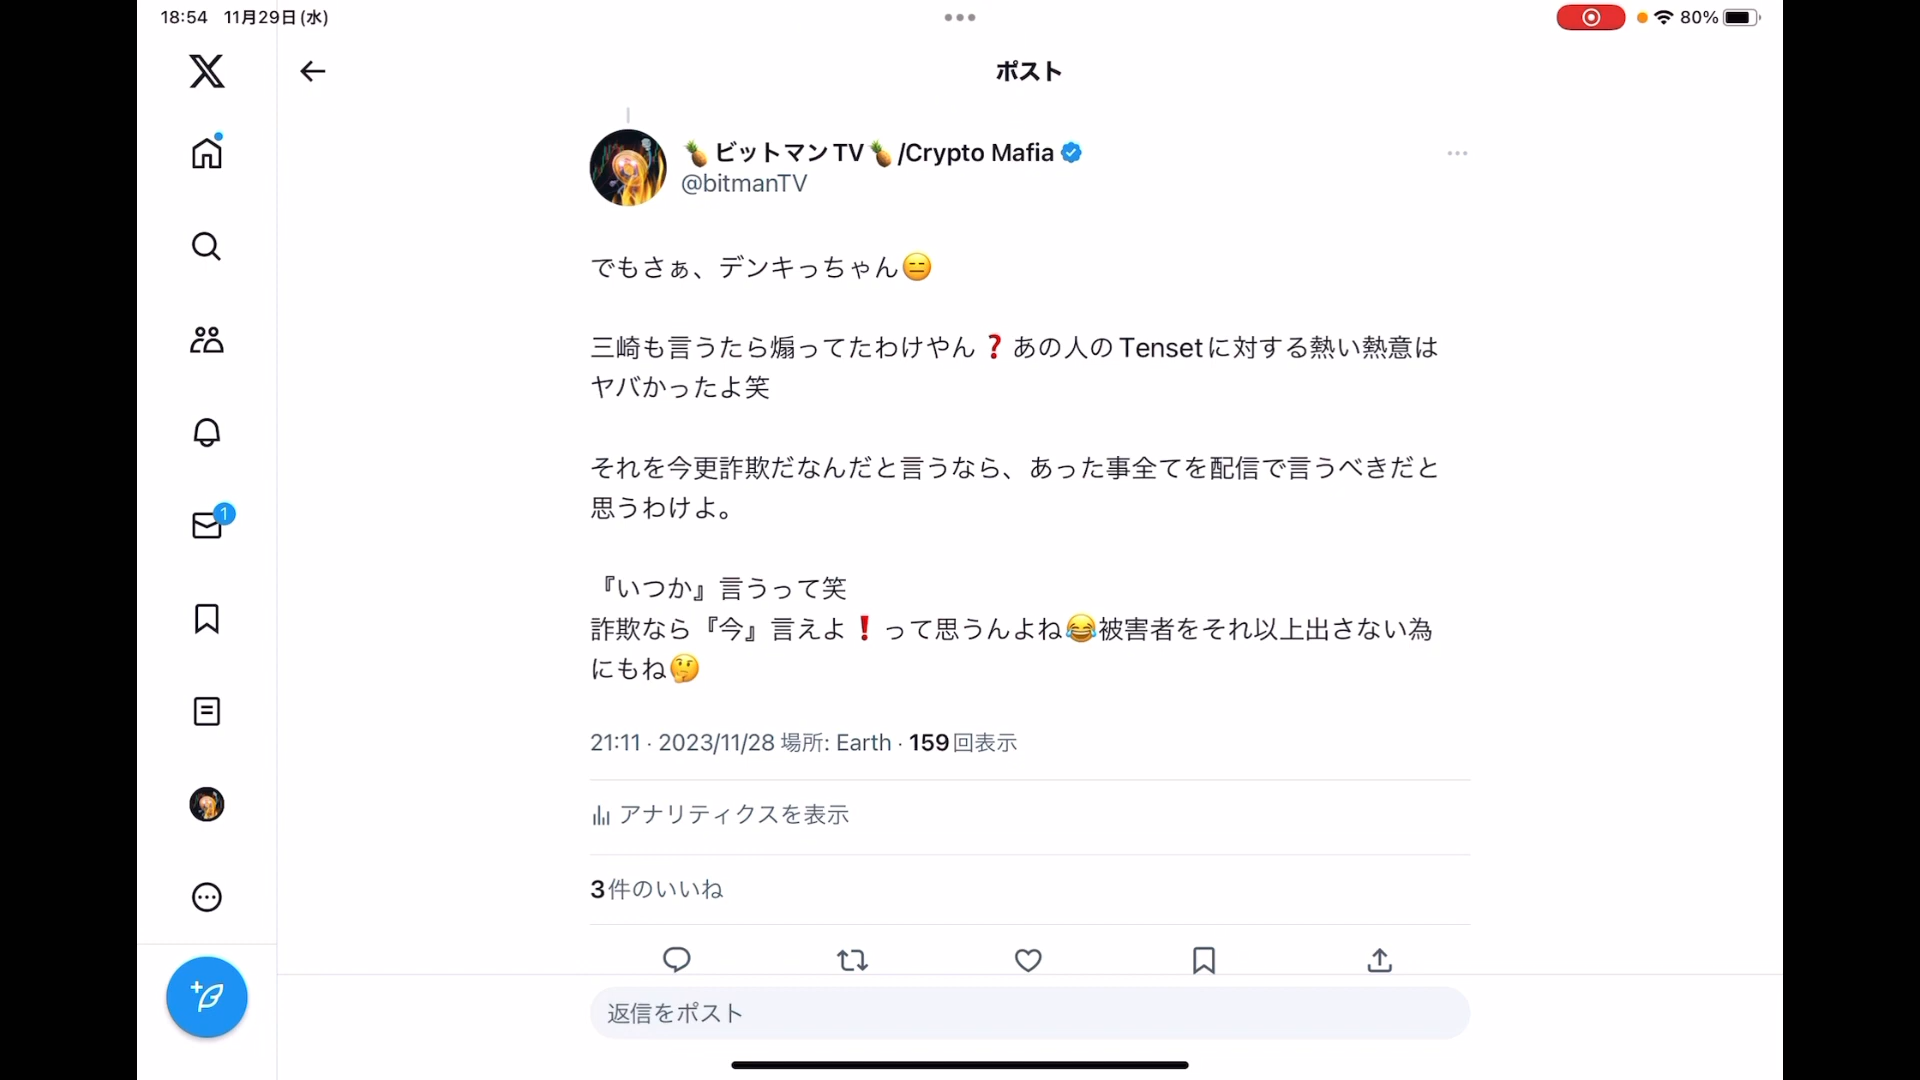 18:54 11月29日(水)
80%
ポスト
🍍ビットマンTV🍍/Crypto Mafia
@bitmanTV
でもさぁ、デンキっちゃん😑
三崎も言うたら煽ってたわけやん❓あの人のTensetに対する熱い熱意は
ヤバかったよ笑
それを今更詐欺だなんだと言うなら、あった事全てを配信で言うべきだと
思うわけよ。
『いつか』言うって笑
詐欺なら『今』言えよ❗って思うんよね😂被害者をそれ以上出さない為
にもね🤔
21:11 · 2023/11/28 場所: Earth · 159回表示
アナリティクスを表示
3件のいいね
返信をポスト
1